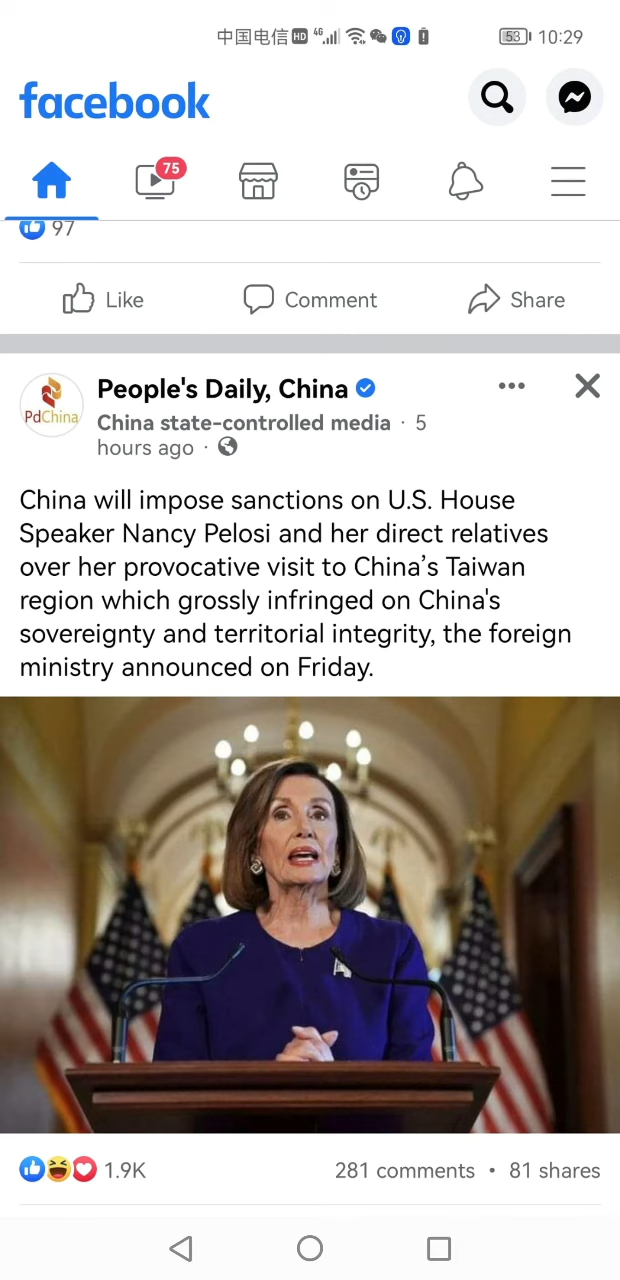 中国电信 HD 4G 53 10:29
facebook
75
97
Like Comment Share
People's Daily, China
PdChina
China state-controlled media · 5
hours ago ·
China will impose sanctions on U.S. House
Speaker Nancy Pelosi and her direct relatives
over her provocative visit to China’s Taiwan
region which grossly infringed on China's
sovereignty and territorial integrity, the foreign
ministry announced on Friday.
1.9K 281 comments • 81 shares